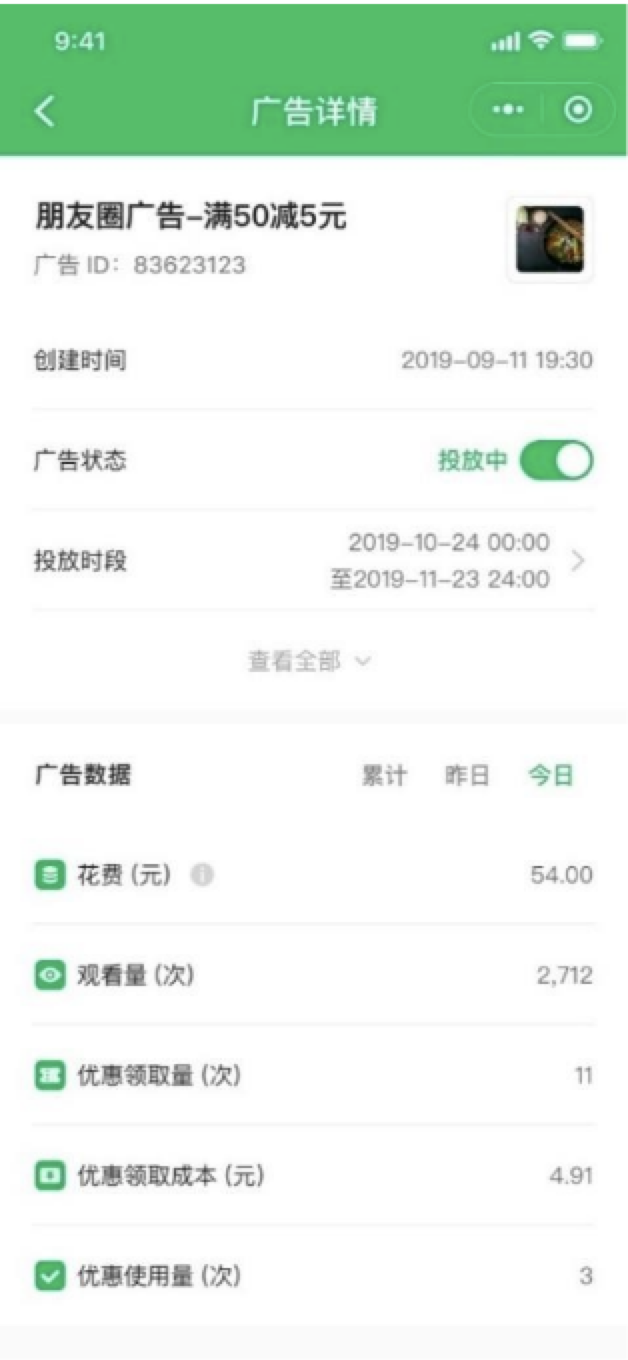 9:41
广告详情
朋友圈广告-满50减5元
广告 ID: 83623123
创建时间 2019-09-11 19:30
广告状态 投放中
投放时段 2019-10-24 00:00
至2019-11-23 24:00
查看全部
广告数据 累计 昨日 今日
花费 (元) 54.00
观看量 (次) 2,712
优惠领取量 (次) 11
优惠领取成本 (元) 4.91
优惠使用量 (次) 3